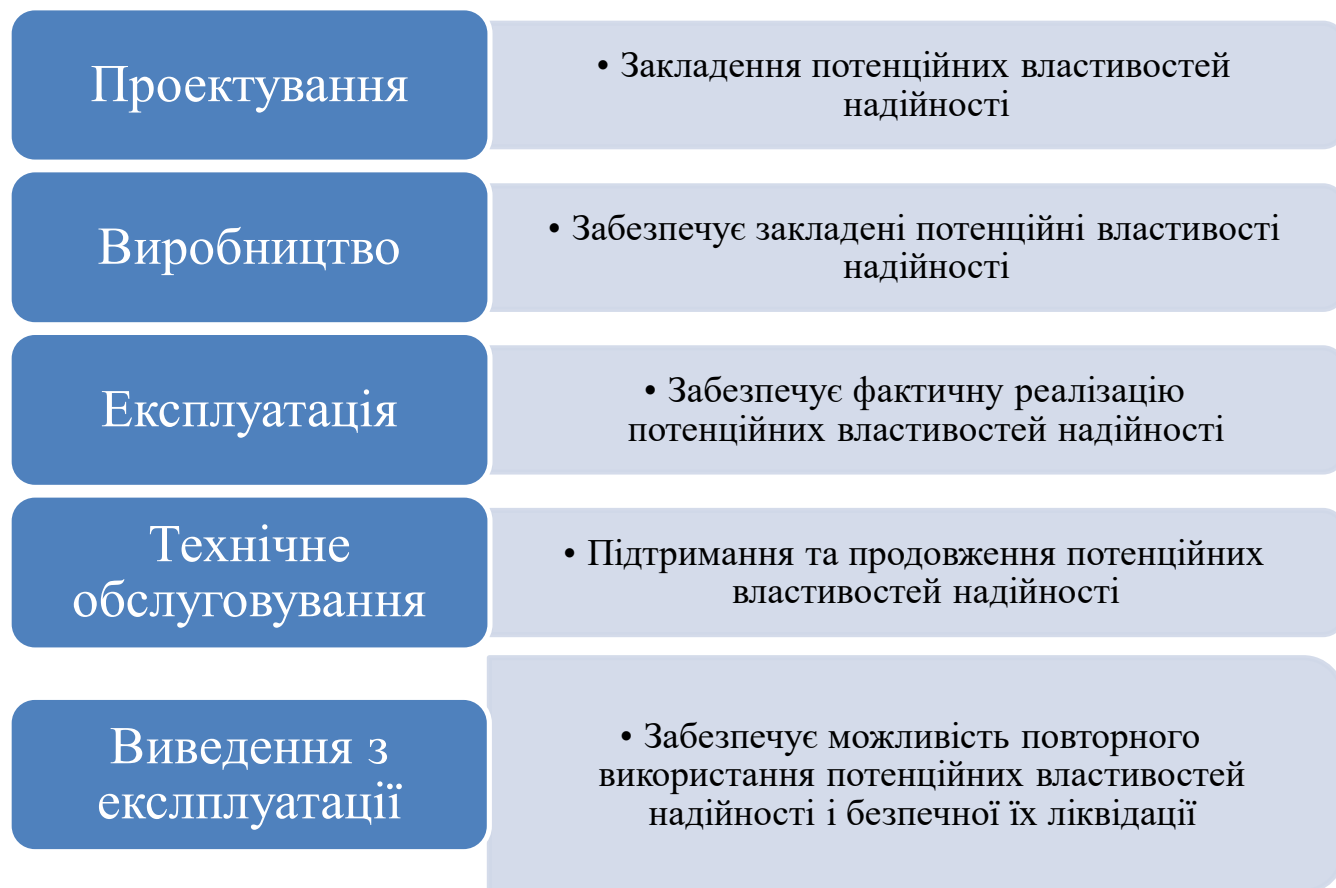 Проектування
• Закладення потенційних властивостей
надійності
Виробництво
• Забезпечує закладені потенційні властивості
надійності
Експлуатація
• Забезпечує фактичну реалізацію
потенційних властивостей надійності
Технічне
обслуговування
• Підтримання та продовження потенційних
властивостей надійності
Виведення з
екслплуатації
• Забезпечує можливість повторного
використання потенційних властивостей
надійності і безпечної їх ліквідації